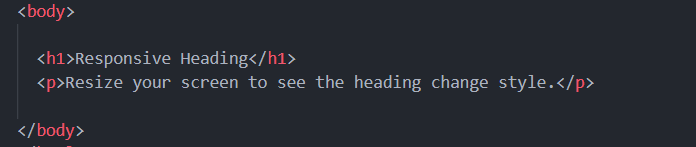 <body>
<h1>Responsive Heading</h1>
<p>Resize your screen to see the heading change style.</p>
</body>